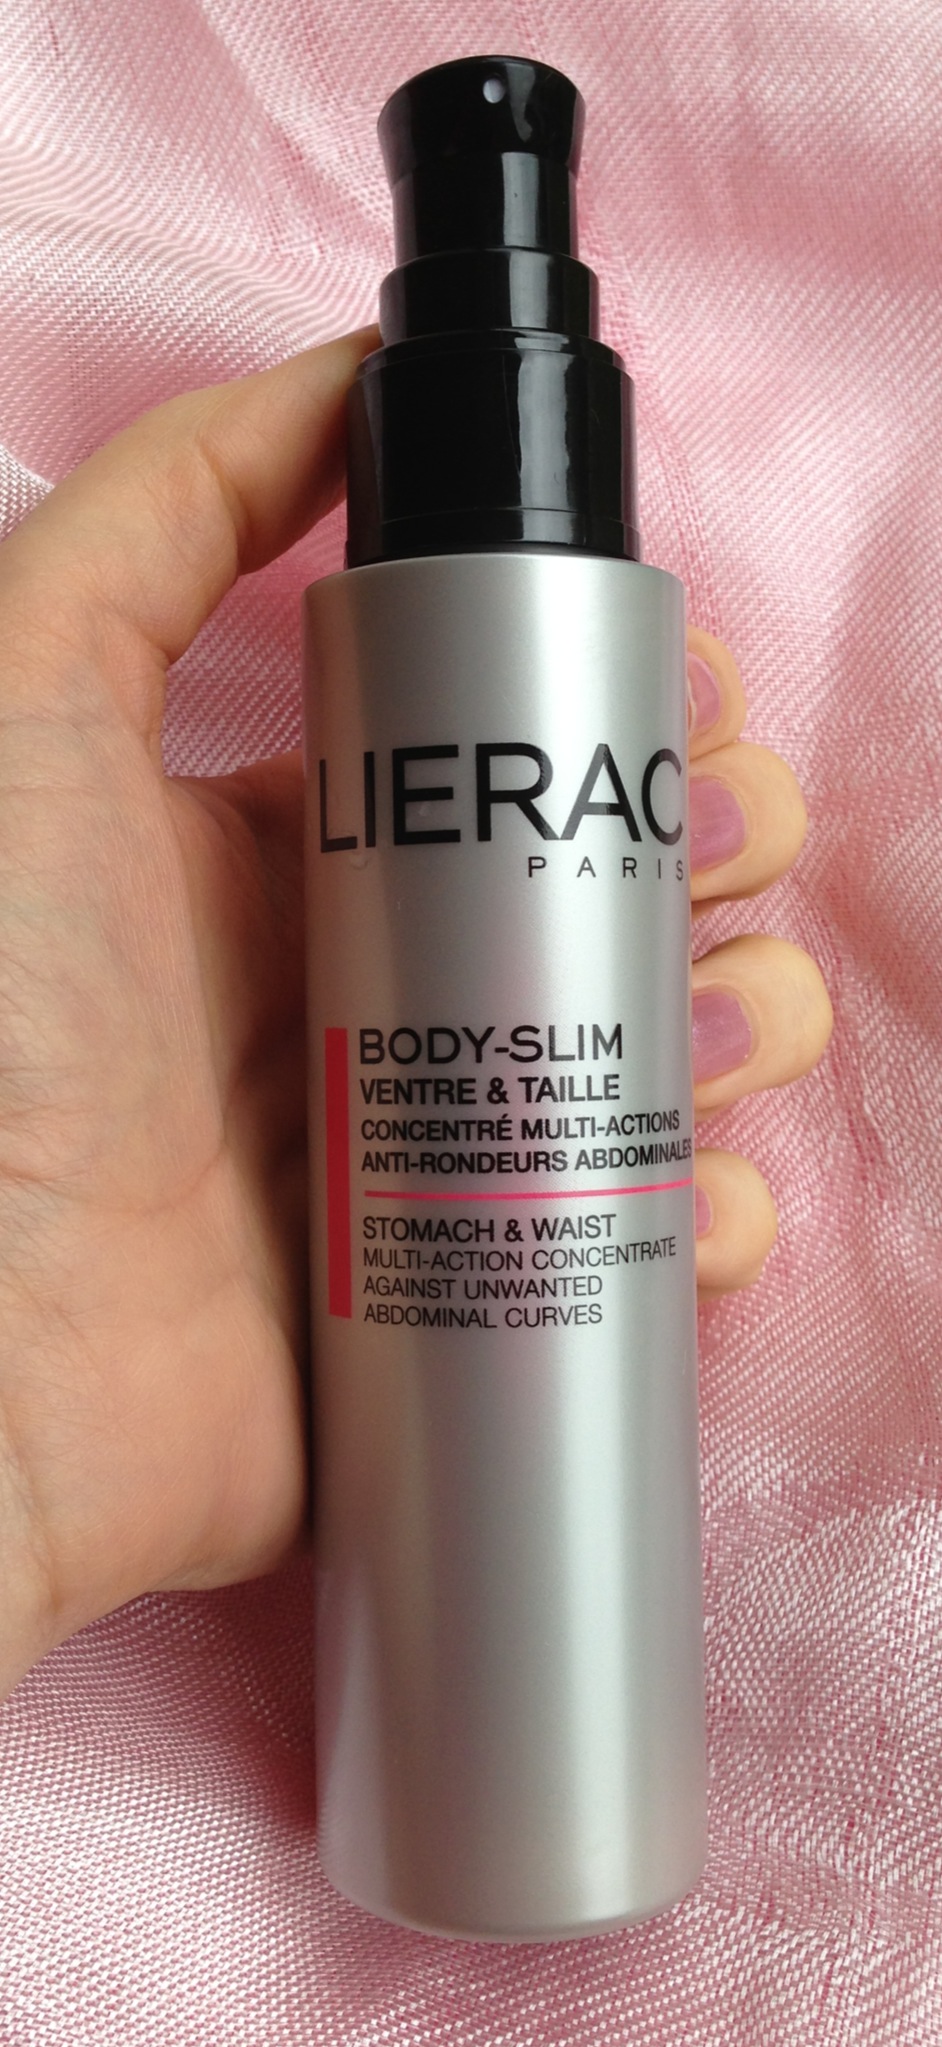 LIERAC
PARIS
BODY-SLIM
VENTRE & TAILLE
CONCENTRÉ MULTI-ACTIONS
ANTI-RONDEURS ABDOMINALES
STOMACH & WAIST
MULTI-ACTION CONCENTRATE
AGAINST UNWANTED
ABDOMINAL CURVES